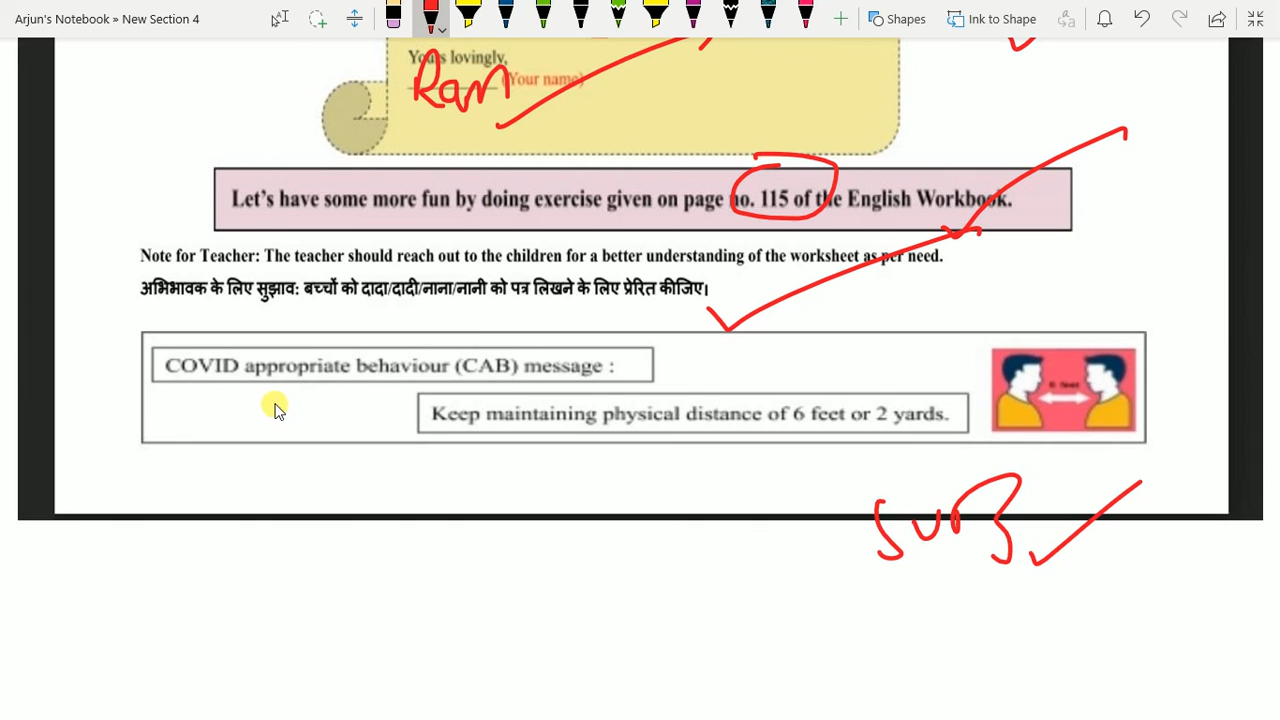 Arjun's Notebook » New Section 4
Shapes
Ink to Shape
Yours lovingly,
Ram (Your name)
Let's have some more fun by doing exercise given on page no. 115 of the English Workbook.
Note for Teacher: The teacher should reach out to the children for a better understanding of the worksheet as per need.
अभिभावक के लिए सुझाव: बच्चों को दादा/दादी/नाना/नानी को पत्र लिखने के लिए प्रेरित कीजिए।
COVID appropriate behaviour (CAB) message :
Keep maintaining physical distance of 6 feet or 2 yards.
6 feet